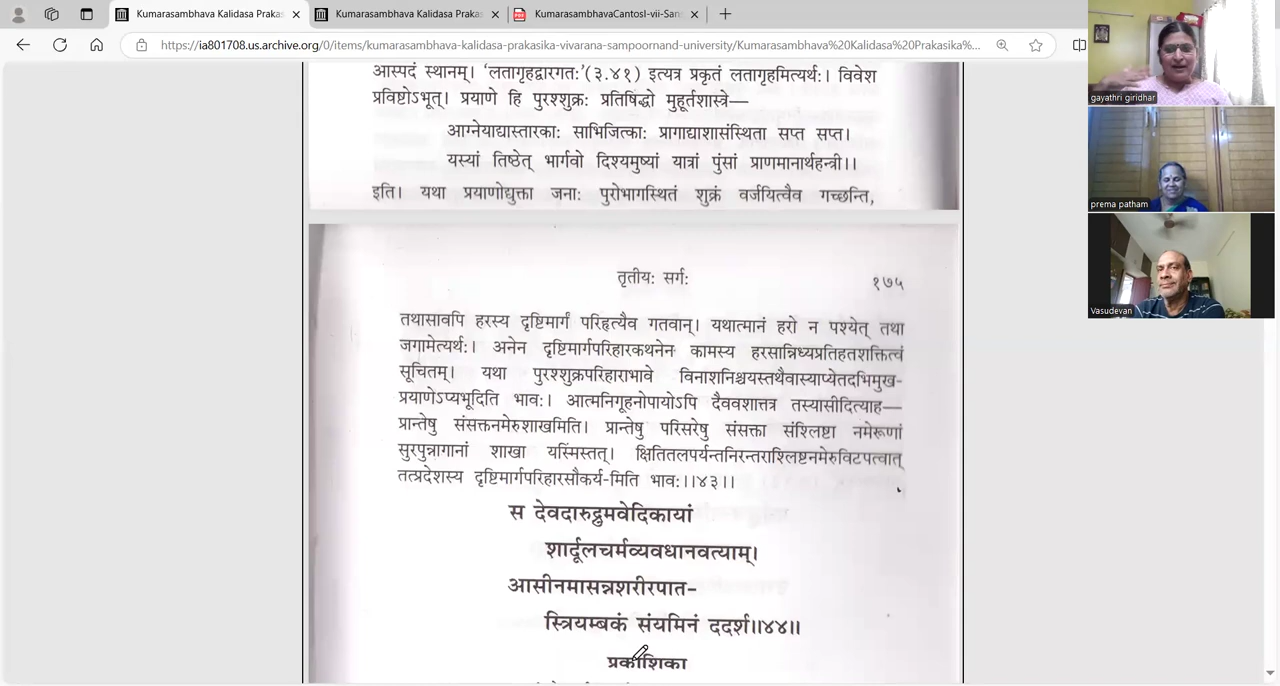 Kumarasambhava Kalidasa Prakas
Kumarasambhava Kalidasa Prakas
KumarasambhavaCantosI-vii-San
https://ia801708.us.archive.org/0/items/kumarasambhava-kalidasa-prakasika-vivarana-sampoornand-university/Kumarasambhava%20Kalidasa%20Prakasika%...
आस्पदं स्थानम्। ‘लतागृहद्वारगतः’(३.४१) इत्यत्र प्रकृतं लतागृहमित्यर्थः। विवेश
प्रविष्टोऽभूत्। प्रयाणे हि पुरश्शुक्रः प्रतिषिद्धो मुहूर्तशास्त्रे—
आग्नेयाद्यास्तारकाः साभिजित्काः प्रागाद्याशासंस्थिता सप्त सप्त।
यस्यां तिष्ठेत् भार्गवो दिश्यमुष्यां यात्रां पुंसां प्राणमानार्थहन्त्री।।
इति। यथा प्रयाणोद्युक्ता जनाः पुरोभागस्थितं शुक्रं वर्जयित्वैव गच्छन्ति,
तृतीयः सर्गः
१७५
तथासावपि हरस्य दृष्टिमार्गं परिहृत्यैव गतवान्। यथात्मानं हरो न पश्येत् तथा
जगामेत्यर्थः। अनेन दृष्टिमार्गपरिहारकथनेन कामस्य हरसान्निध्यप्रतिहतशक्तित्वं
सूचितम्। यथा पुरश्शुक्रपरिहाराभावे विनाशनिश्चयस्तथैवास्याप्येतदभिमुख-
प्रयाणेऽप्यभूदिति भावः। आत्मनिगूहनोपायोऽपि दैववशात्तत्र तस्यासीदित्याह—
प्रान्तेषु संसक्तनमेरुशाखमिति। प्रान्तेषु परिसरेषु संसक्ता संश्लिष्टा नमेरूणां
सुरपुन्नागानां शाखा यस्मिंस्तत्। क्षितितलपर्यन्तनिरन्तराश्लिष्टनमेरुविटपत्वात्
तत्प्रदेशस्य दृष्टिमार्गपरिहारसौकर्य-मिति भावः।।४३।।
स देवदारुद्रुमवेदिकायां
शार्दूलचर्मव्यवधानवत्याम्।
आसीनमासन्नशरीरपात-
स्त्रियम्बकं संयमिनं ददर्श।।४४।।
प्रकाशिका
gayathri giridhar
prema patham
Vasudevan